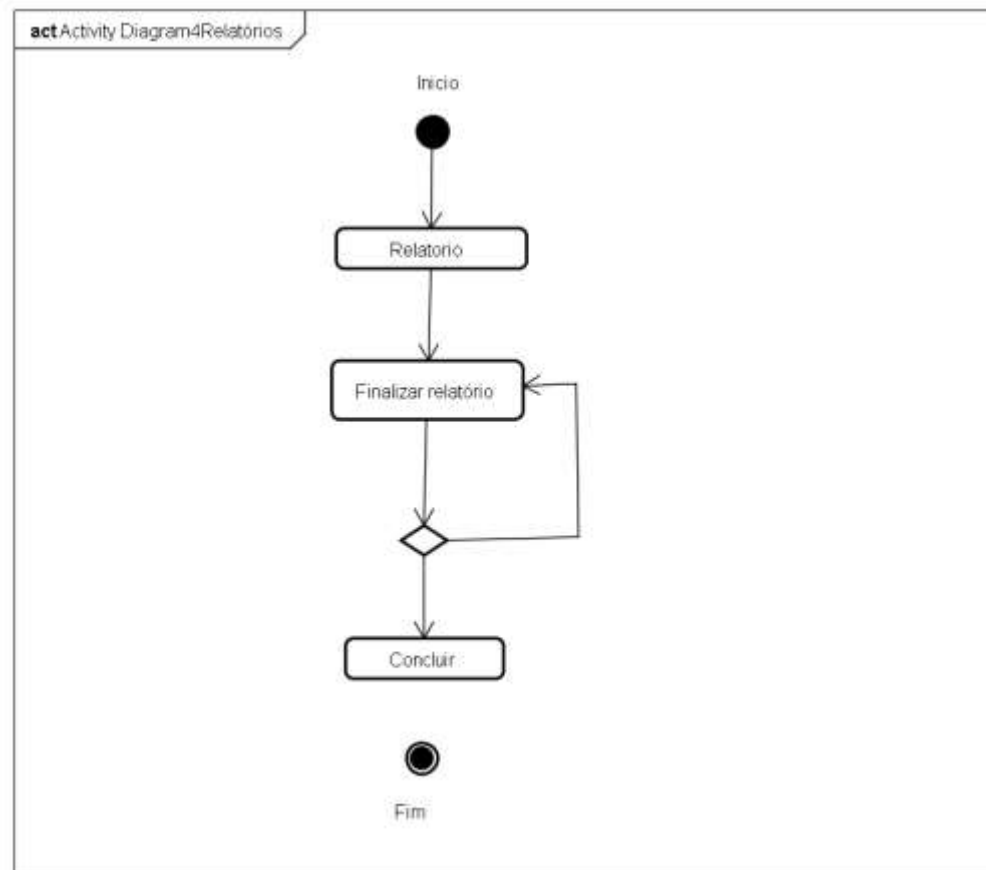 act Activity Diagram4Relatórios
Inicio
Relatorio
Finalizar relatório
Concluir
Fim